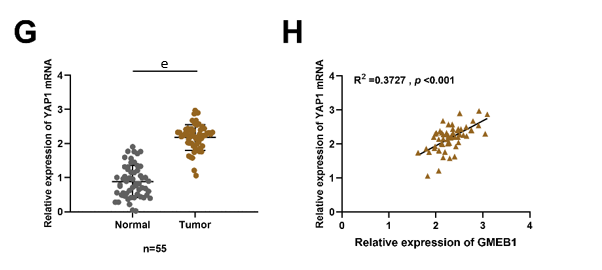 G
e
Relative expression of YAP1 mRNA
4
3
2
1
0
Normal Tumor
n=55
H
R² =0.3727 , p <0.001
Relative expression of YAP1 mRNA
4
3
2
1
0
0 1 2 3 4
Relative expression of GMEB1